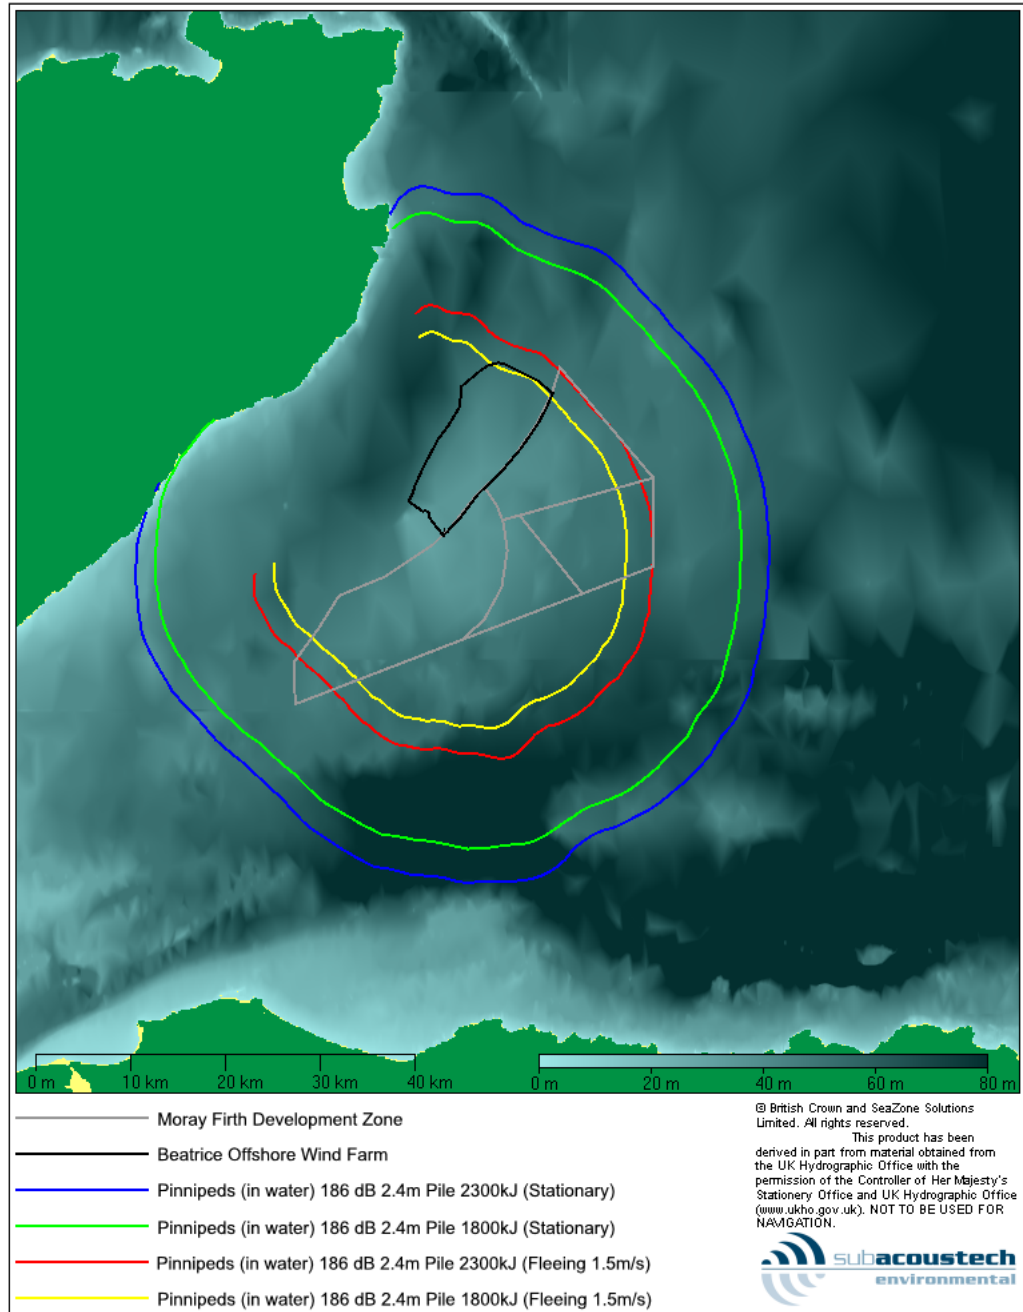 0 m 10 km 20 km 30 km 40 km
0 m 20 m 40 m 60 m 80 m
Moray Firth Development Zone
Beatrice Offshore Wind Farm
Pinnipeds (in water) 186 dB 2.4m Pile 2300kJ (Stationary)
Pinnipeds (in water) 186 dB 2.4m Pile 1800kJ (Stationary)
Pinnipeds (in water) 186 dB 2.4m Pile 2300kJ (Fleeing 1.5m/s)
Pinnipeds (in water) 186 dB 2.4m Pile 1800kJ (Fleeing 1.5m/s)
© British Crown and SeaZone Solutions
Limited. All rights reserved.
This product has been
derived in part from material obtained from
the UK Hydrographic Office with the
permission of the Controller of Her Majesty's
Stationery Office and UK Hydrographic Office
(www.ukho.gov.uk). NOT TO BE USED FOR
NAVIGATION.
subacoustech
environmental